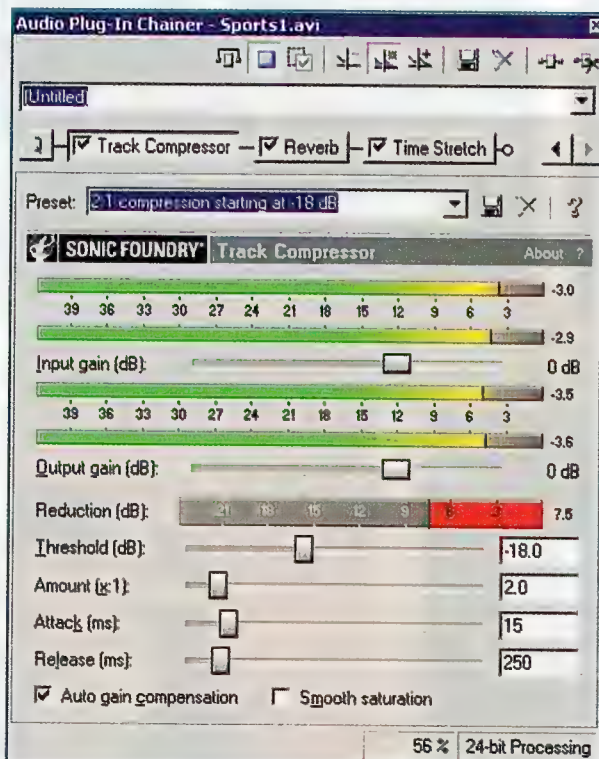 Audio Plug-In Chainer - Sports1.avi
[Untitled]
Track Compressor
Reverb
Time Stretch
Preset: 2:1 compression starting at -18 dB
SONIC FOUNDRY Track Compressor About ?
-3.0
39 36 33 30 27 24 21 18 15 12 9 6 3
-2.9
Input gain (dB): 0 dB
-3.5
39 36 33 30 27 24 21 18 15 12 9 6 3
-3.6
Output gain (dB): 0 dB
Reduction (dB): 21 18 15 12 9 6 3 7.5
Threshold (dB): -18.0
Amount (x:1): 2.0
Attack (ms): 15
Release (ms): 250
Auto gain compensation Smooth saturation
56 % 24-bit Processing